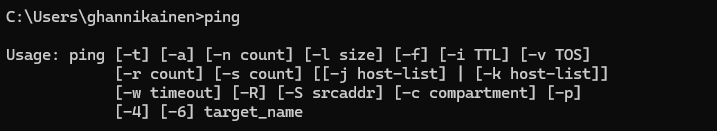 C:\Users\ghannikainen>ping
Usage: ping [-t] [-a] [-n count] [-l size] [-f] [-i TTL] [-v TOS]
            [-r count] [-s count] [[-j host-list] | [-k host-list]]
            [-w timeout] [-R] [-S srcaddr] [-c compartment] [-p]
            [-4] [-6] target_name